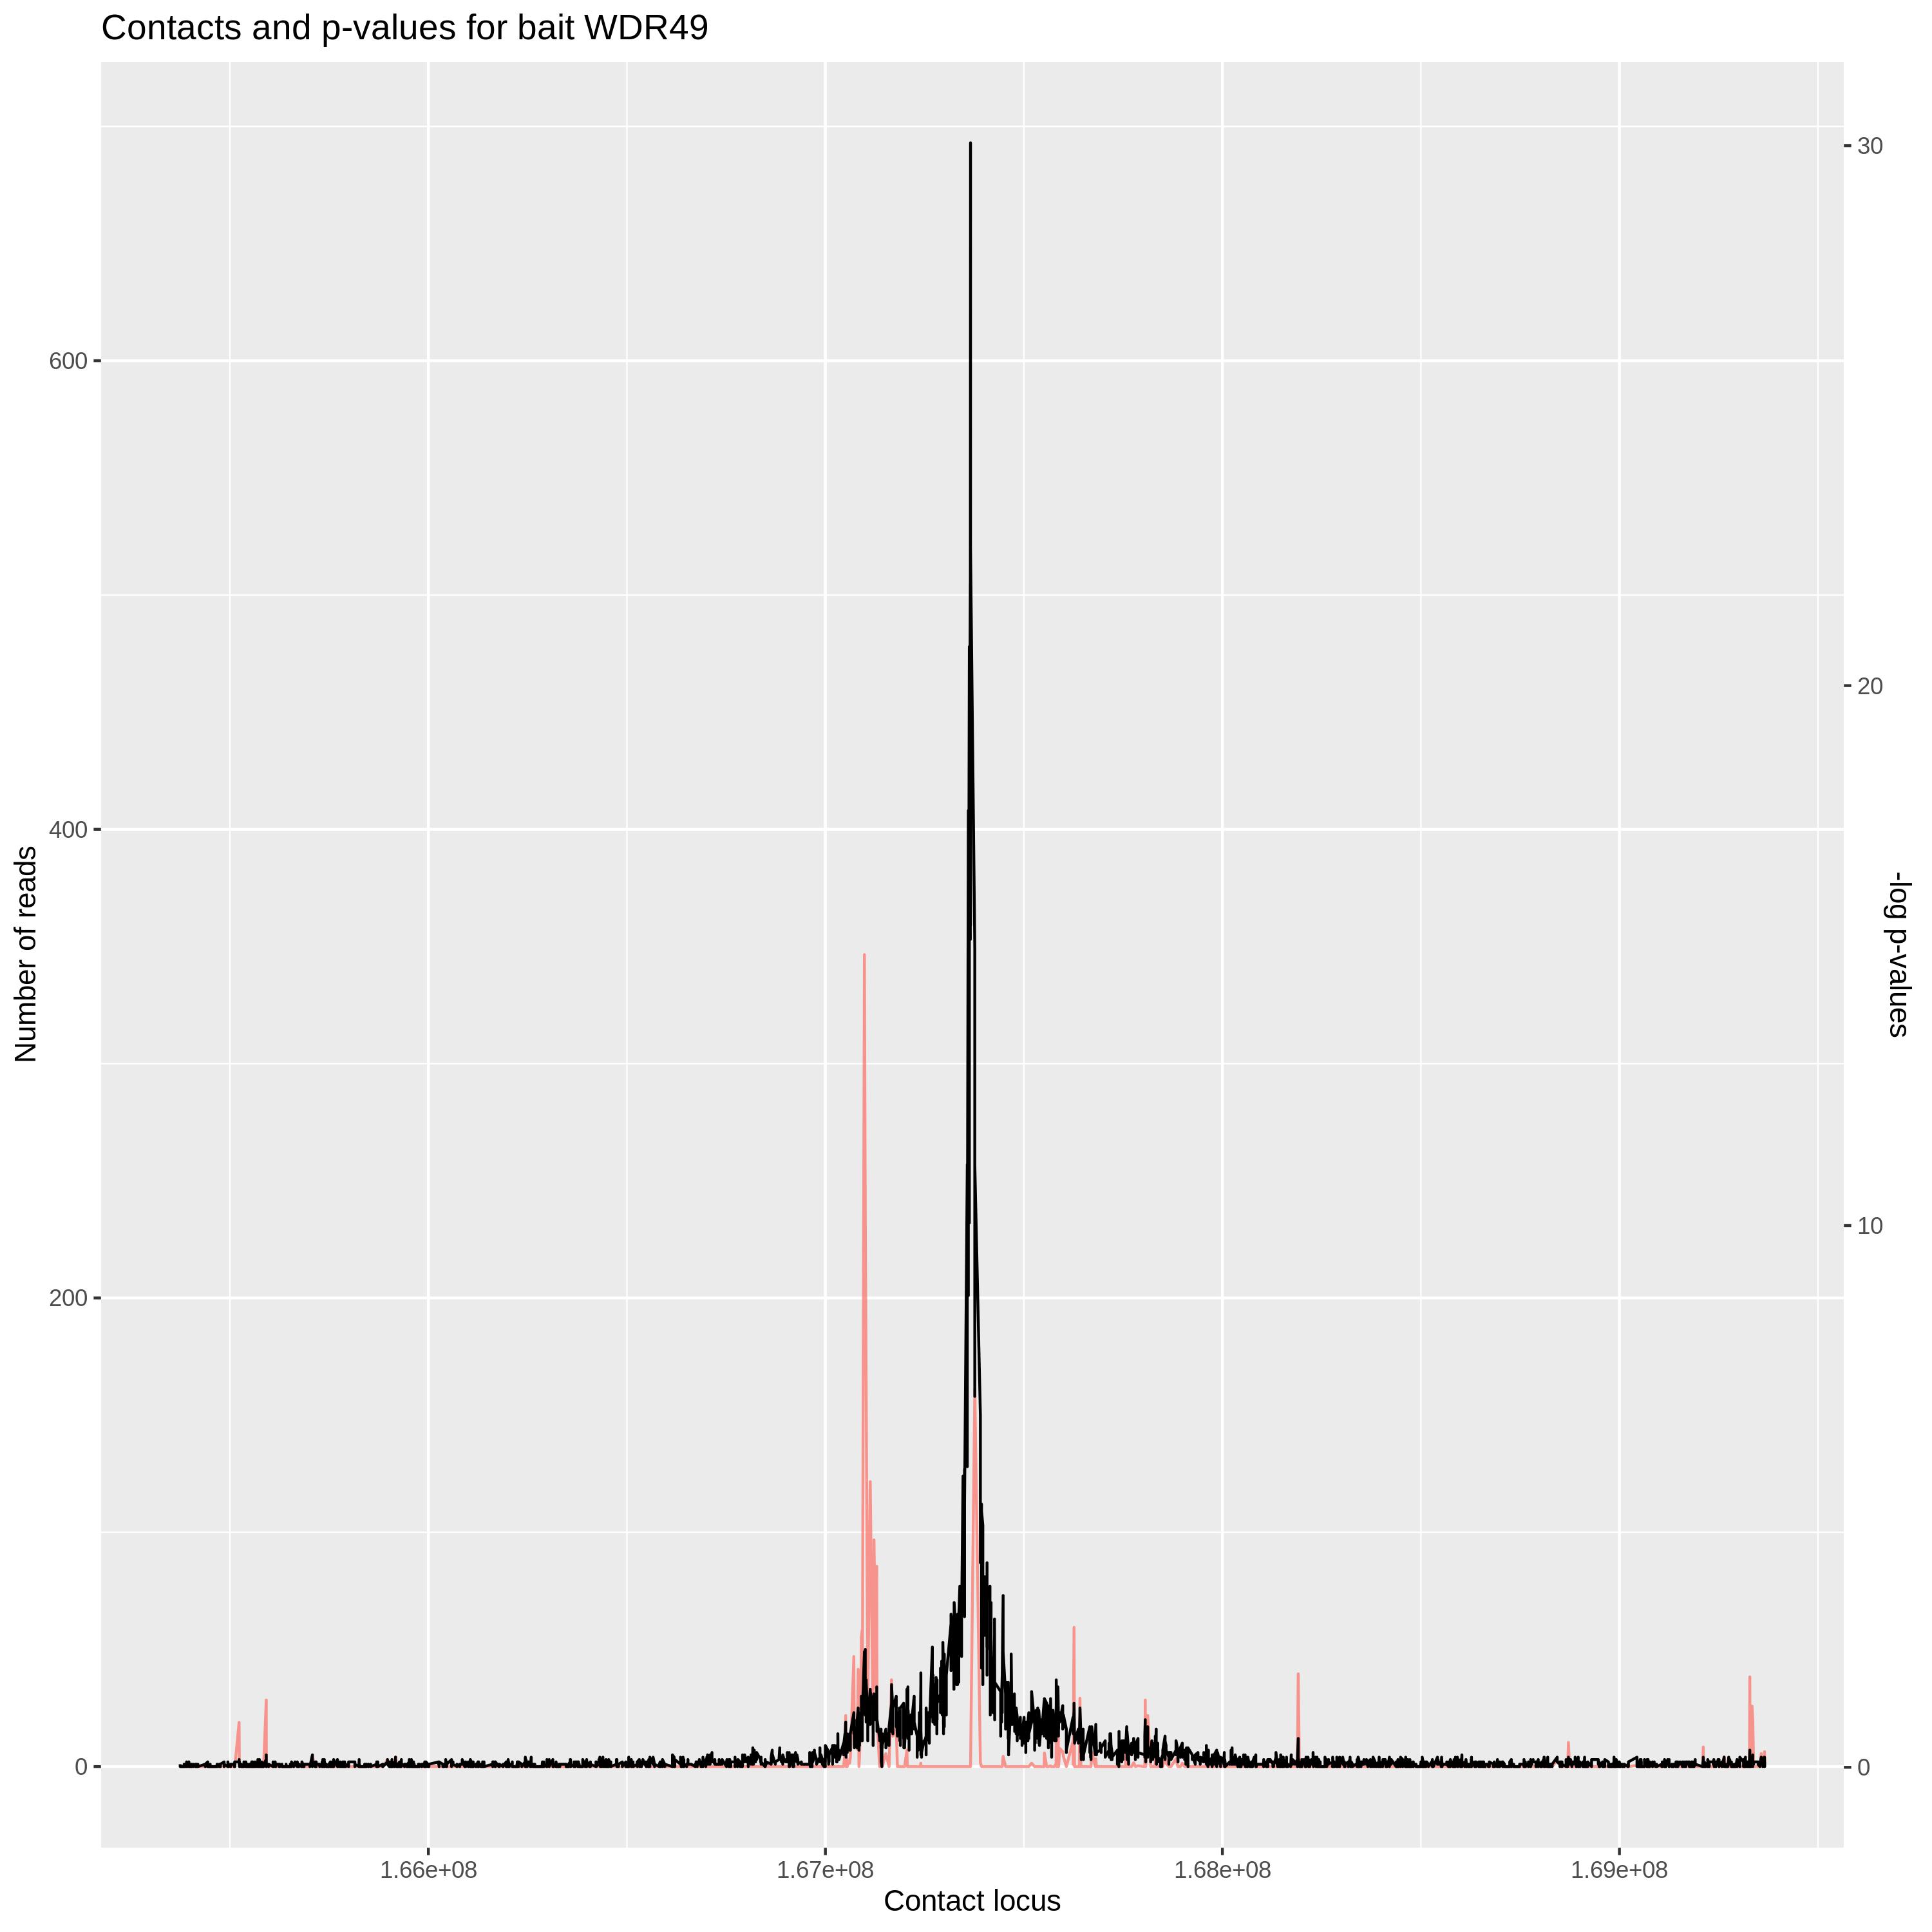 Contacts and p-values for bait WDR49
Number of reads
600
400
200
0
30
20
10
0
-log p-values
1.66e+08
1.67e+08
1.68e+08
1.69e+08
Contact locus